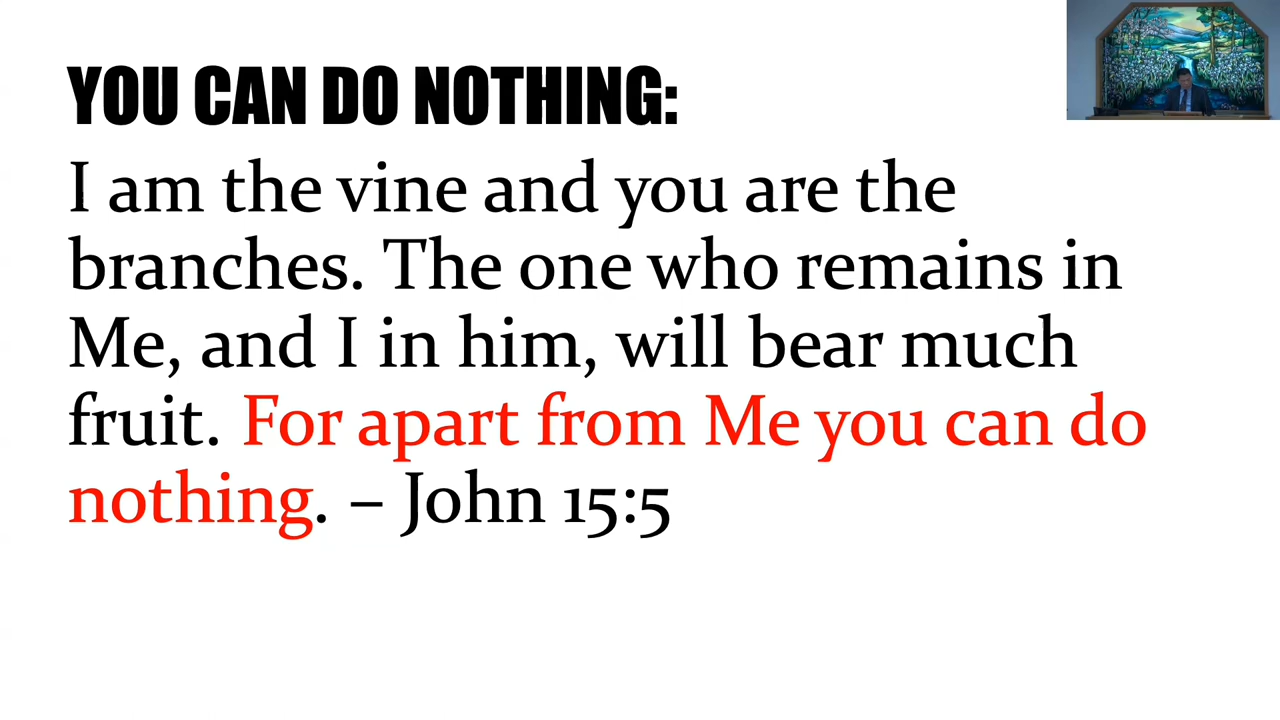 YOU CAN DO NOTHING:
I am the vine and you are the
branches. The one who remains in
Me, and I in him, will bear much
fruit. For apart from Me you can do
nothing. – John 15:5